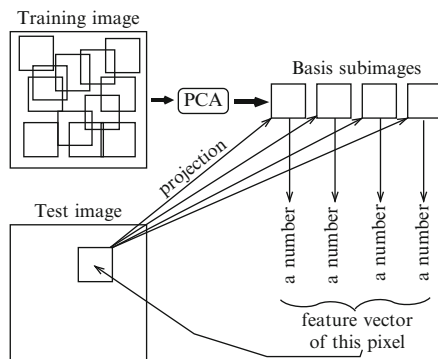 Training image
PCA
Basis subimages
projection
Test image
a number
a number
a number
a number
feature vector
of this pixel